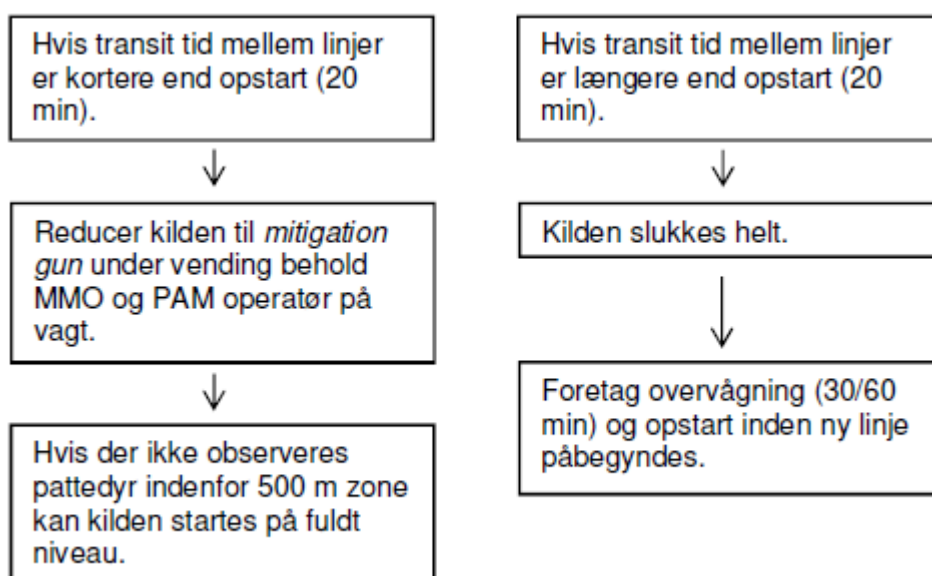 Hvis transit tid mellem linjer
er kortere end opstart (20
min).
Reducer kilden til mitigation
gun under vending behold
MMO og PAM operatør på
vagt.
Hvis der ikke observeres
pattedyr indenfor 500 m zone
kan kilden startes på fuldt
niveau.
Hvis transit tid mellem linjer
er længere end opstart (20
min).
Kilden slukkes helt.
Foretag overvågning (30/60
min) og opstart inden ny linje
påbegyndes.